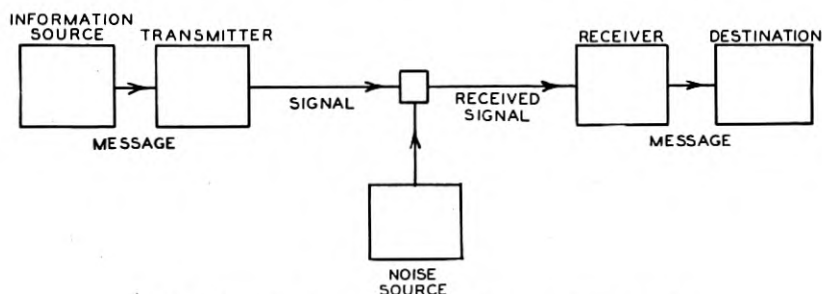 INFORMATION
SOURCE
TRANSMITTER
RECEIVER
DESTINATION
SIGNAL
RECEIVED
SIGNAL
MESSAGE
MESSAGE
NOISE
SOURCE